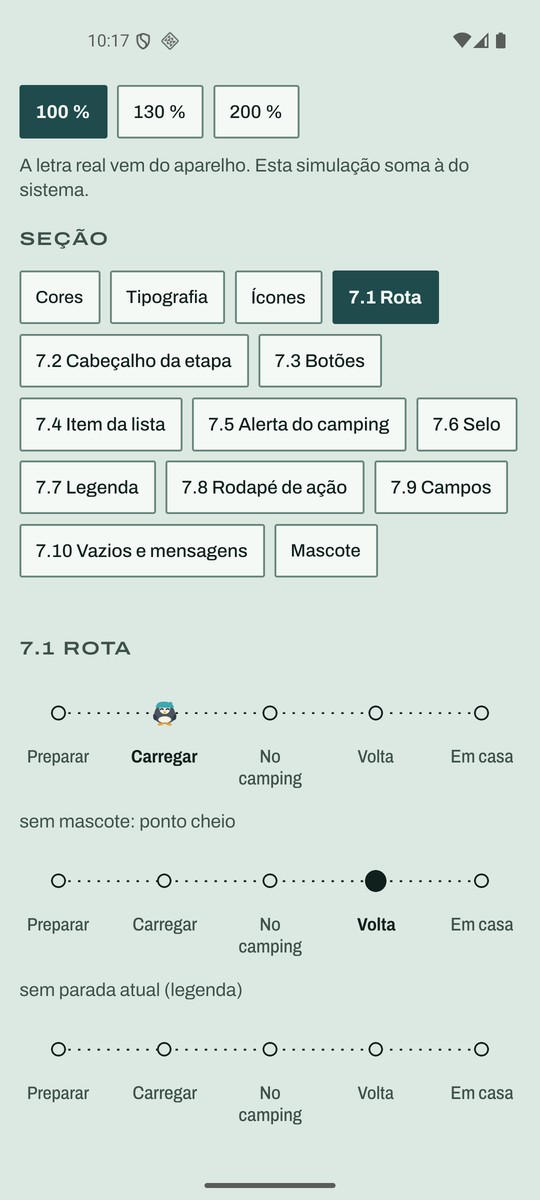 10:17
100 %
130 %
200 %
A letra real vem do aparelho. Esta simulação soma à do
sistema.
SEÇÃO
Cores
Tipografia
Ícones
7.1 Rota
7.2 Cabeçalho da etapa
7.3 Botões
7.4 Item da lista
7.5 Alerta do camping
7.6 Selo
7.7 Legenda
7.8 Rodapé de ação
7.9 Campos
7.10 Vazios e mensagens
Mascote
7.1 ROTA
Preparar
Carregar
No
camping
Volta
Em casa
sem mascote: ponto cheio
Preparar
Carregar
No
camping
Volta
Em casa
sem parada atual (legenda)
Preparar
Carregar
No
camping
Volta
Em casa